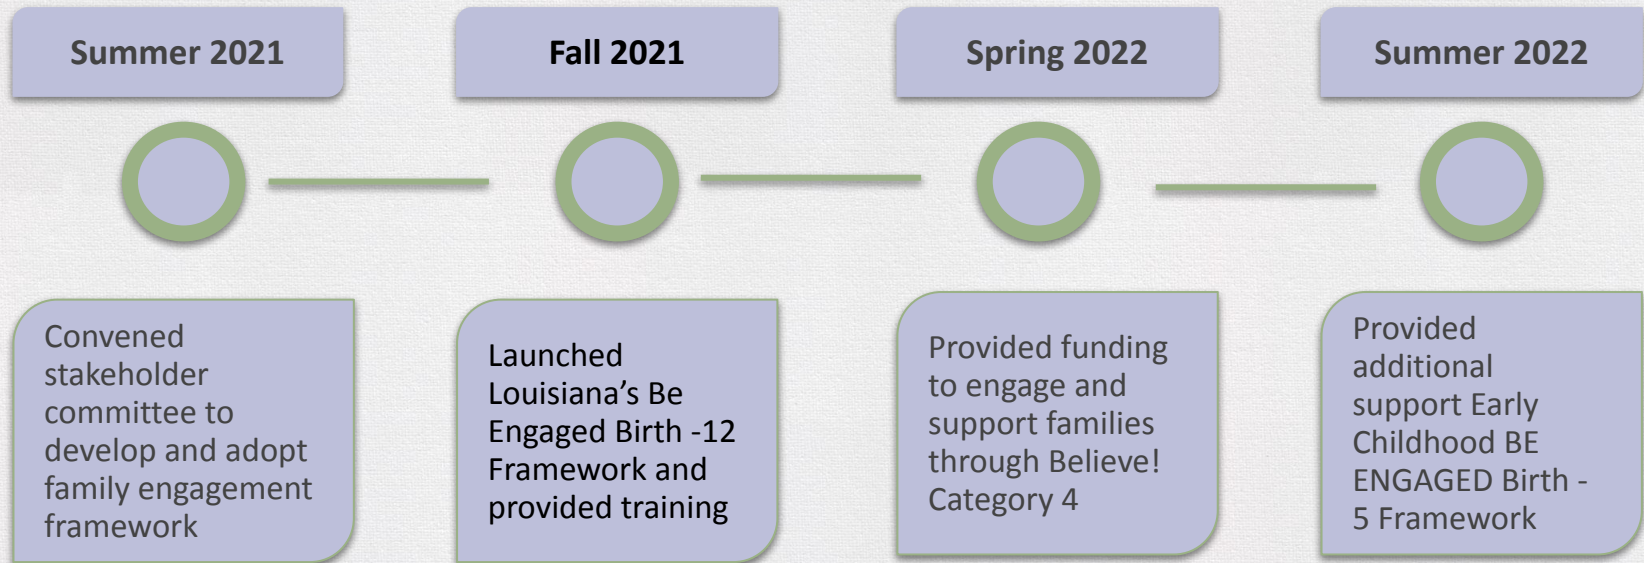 Summer 2021
Fall 2021
Spring 2022
Summer 2022
Convened
stakeholder
committee to
develop and adopt
family engagement
framework
Launched
Louisiana’s Be
Engaged Birth -12
Framework and
provided training
Provided funding
to engage and
support families
through Believe!
Category 4
Provided
additional
support Early
Childhood BE
ENGAGED Birth -
5 Framework